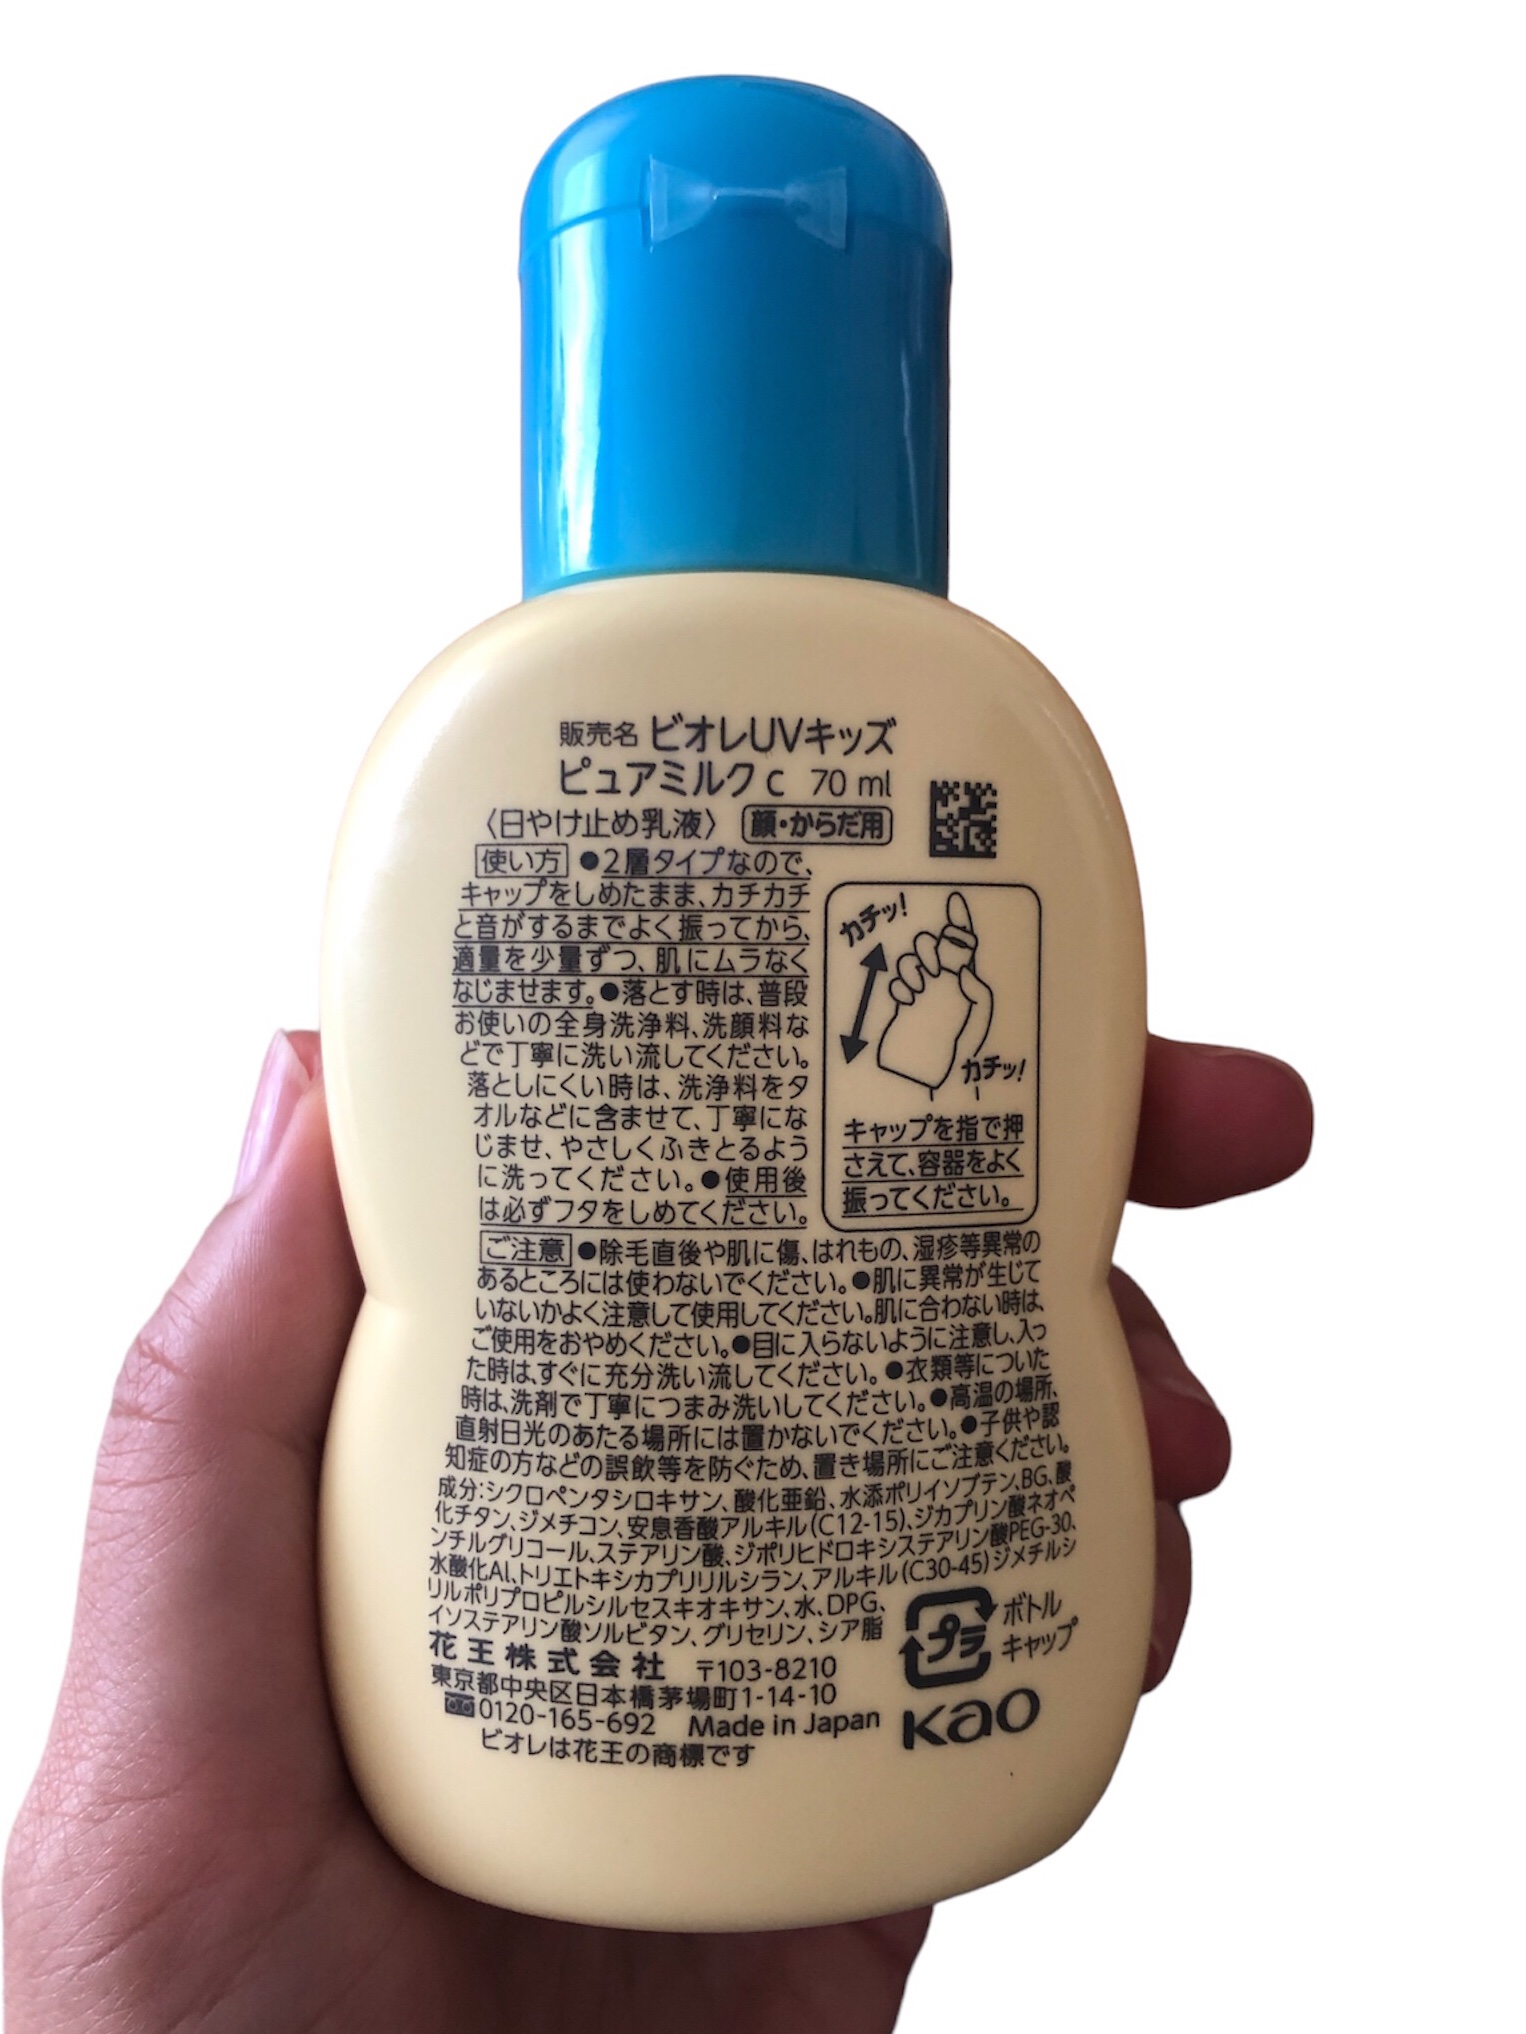 販売名 ビオレUVキッズ
ピュアミルクc 70 ml
〈日やけ止め乳液〉 顔・からだ用
使い方 ●2層タイプなので、
キャップをしめたまま、カチカチ
と音がするまでよく振ってから、
適量を少量ずつ、肌にムラなく
なじませます。●落とす時は、普段
お使いの全身洗浄料、洗顔料な
どで丁寧に洗い流してください。
落としにくい時は、洗浄料をタ
オルなどに含ませて、丁寧にな
じませ、やさしくふきとるよう
に洗ってください。●使用後
は必ずフタをしめてください。
カチッ!
カチッ!
キャップを指で押
さえて、容器をよく
振ってください。
ご注意 ●除毛直後や肌に傷、はれもの、湿疹等異常の
あるところには使わないでください。●肌に異常が生じて
いないかよく注意して使用してください。肌に合わない時は、
ご使用をおやめください。●目に入らないように注意し、入っ
た時は、すぐに充分洗い流してください。●衣類等についた
時は、洗剤で丁寧につまみ洗いしてください。●高温の場所、
直射日光のあたる場所には置かないでください。●子供や認
知症の方などの誤飲等を防ぐため、置き場所にご注意ください。
成分:シクロペンタシロキサン、酸化亜鉛、水添ポリイソブテン、BG、酸
化チタン、ジメチコン、安息香酸アルキル(C12-15)、ジカプリン酸ネオペ
ンチルグリコール、ステアリン酸、ジポリヒドロキシステアリン酸PEG-30、
水酸化Al、トリエトキシカプリリルシラン、アルキル(C30-45)ジメチルシ
リルポリプロピルシルセスキオキサン、水、DPG、
イソステアリン酸ソルビタン、グリセリン、シア脂
プラ ボトル
キャップ
花王株式会社 〒103-8210
東京都中央区日本橋茅場町1-14-10
0120-165-692 Made in Japan
ビオレは花王の商標です
Kao